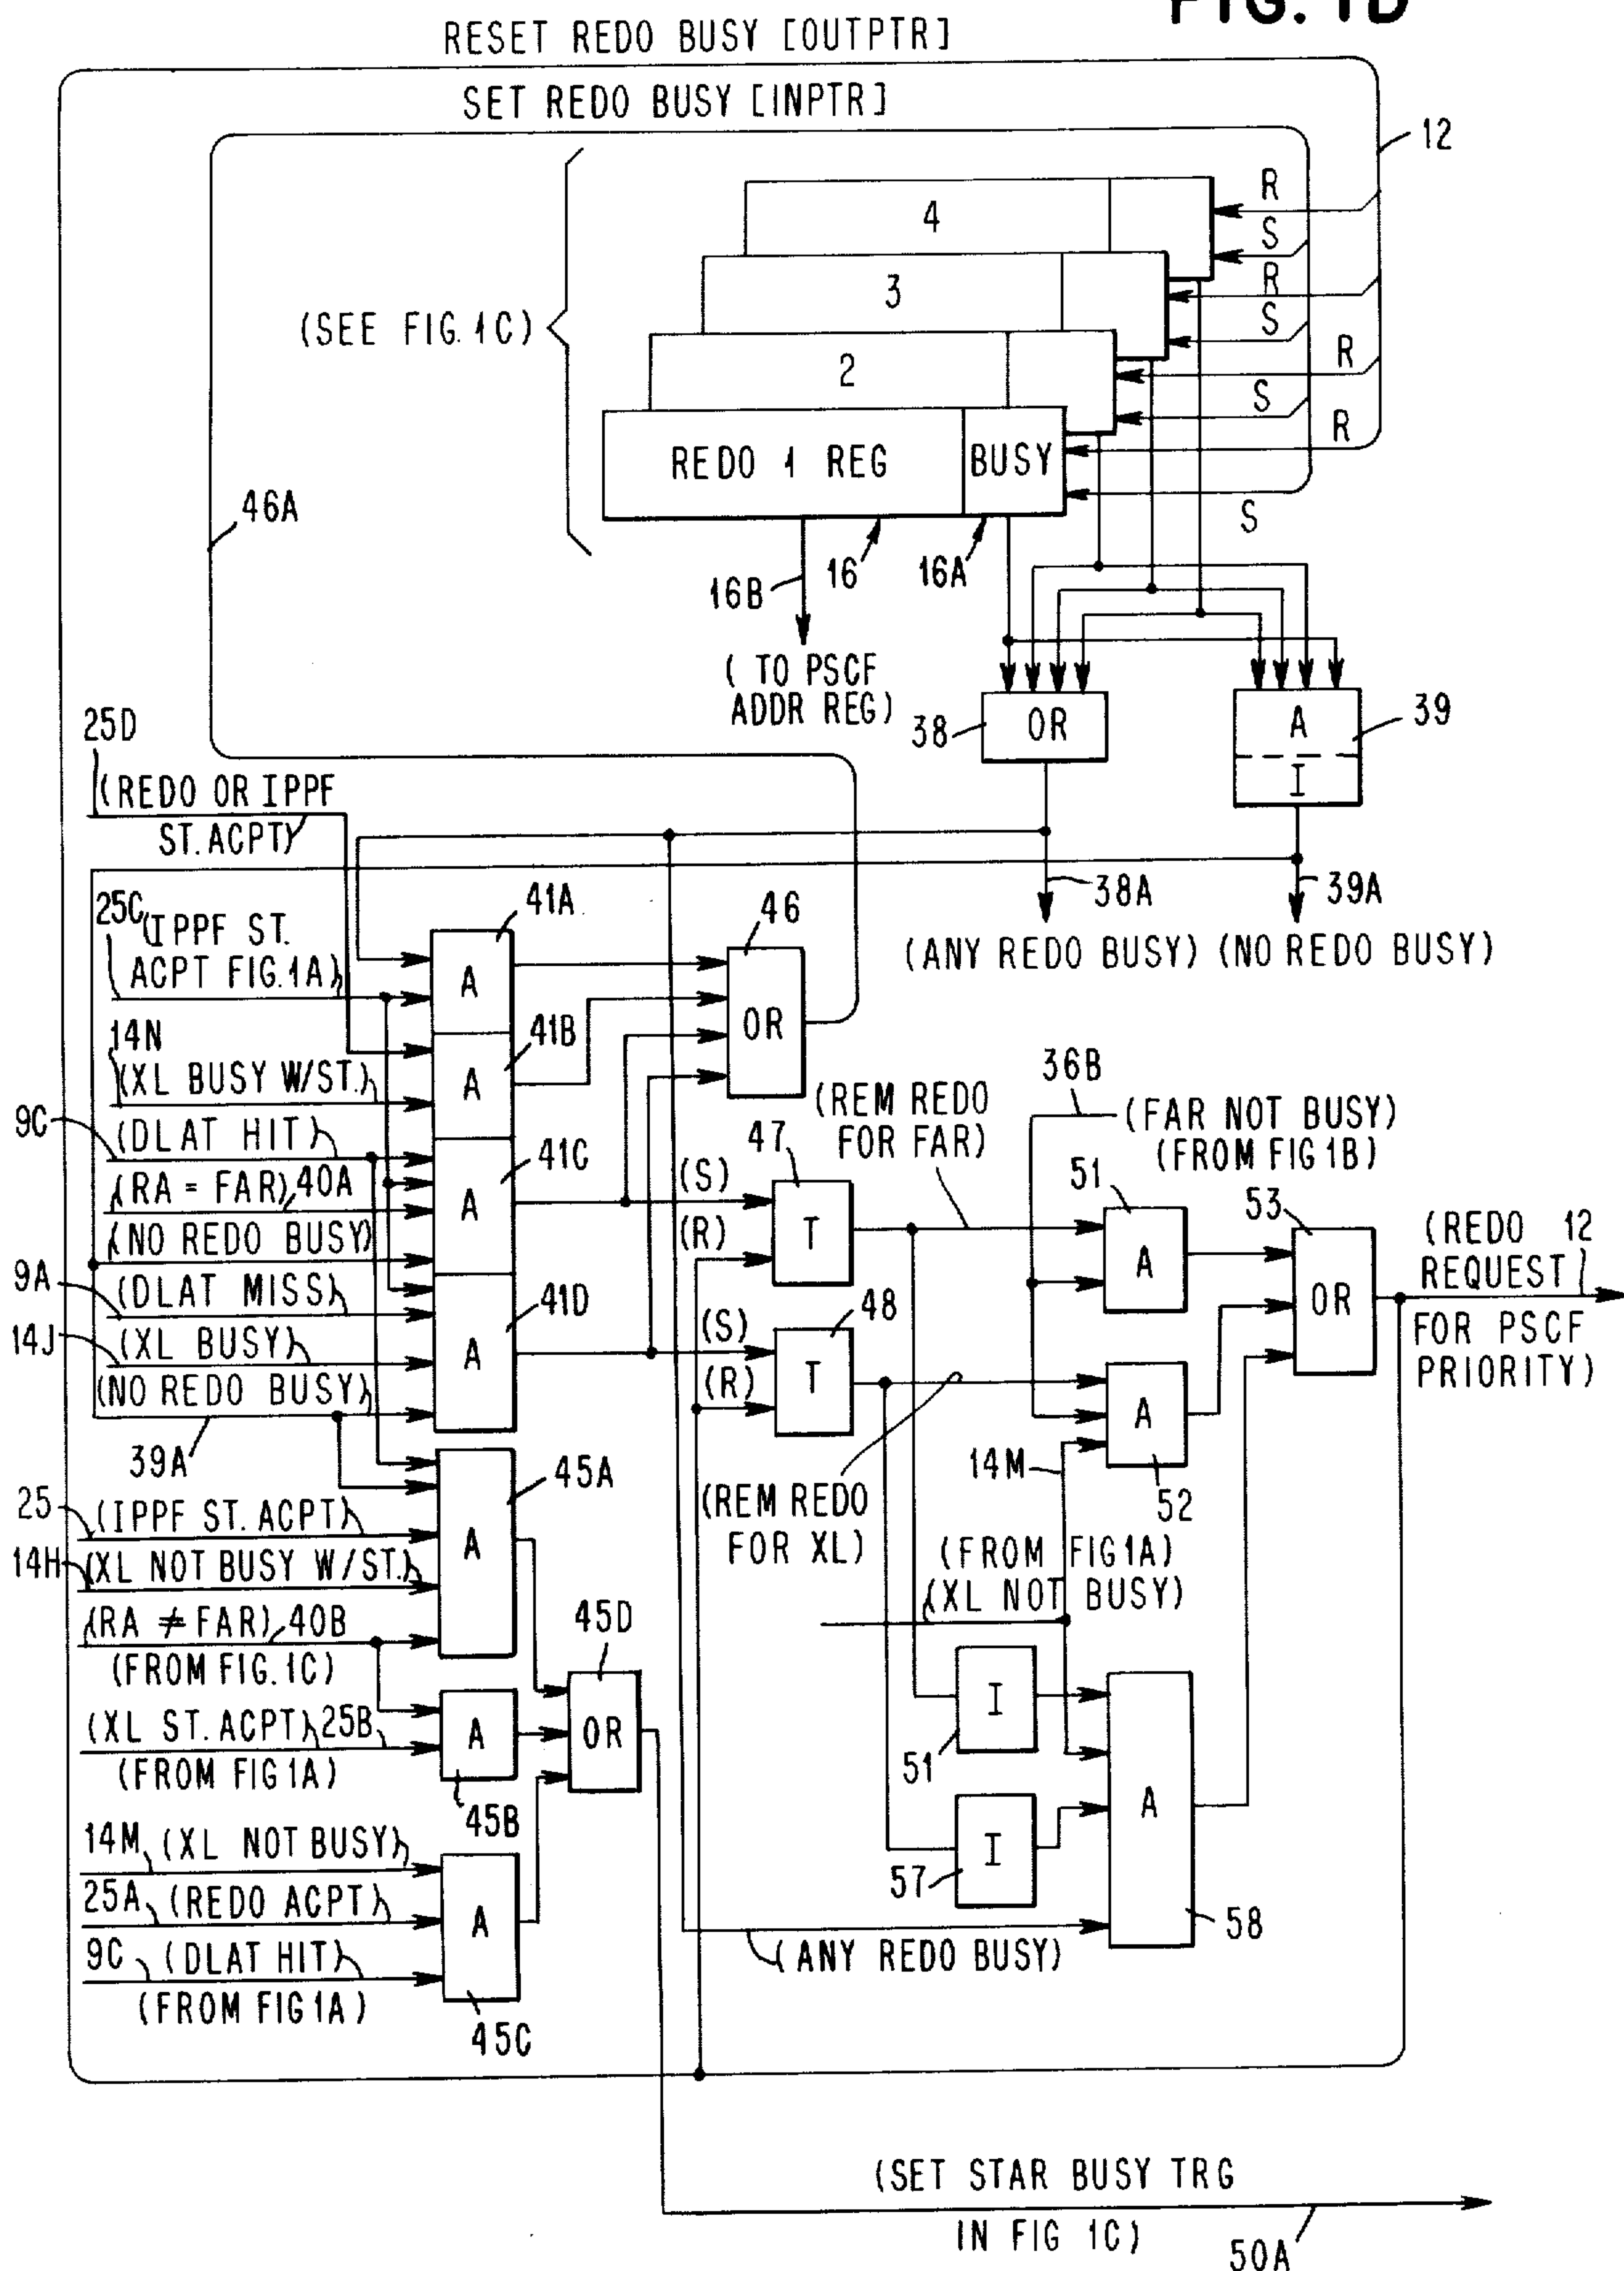 FIG. 1D
RESET REDO BUSY [OUTPTR]
SET REDO BUSY [INPTR]
12
R
4
S
R
3
S
(SEE FIG. 1C)
R
2
S
R
REDO 1 REG
BUSY
S
46A
16B
16
16A
(TO PSCF
ADDR REG)
38
OR
A
I
39
25D
(REDO OR IPPF
ST. ACPT)
38A
39A
(ANY REDO BUSY)
(NO REDO BUSY)
25C
(IPPF ST.
ACPT FIG. 1A)
41A
A
46
OR
14N
(XL BUSY W/ST.)
41B
A
9C
(DLAT HIT)
(RA = FAR)
40A
(NO REDO BUSY)
41C
A
9A
(DLAT MISS)
14J
(XL BUSY)
(NO REDO BUSY)
41D
A
39A
(REM REDO
FOR FAR)
36B
(FAR NOT BUSY)
(FROM FIG 1B)
47
(S)
(R)
T
51
A
53
OR
(REDO
REQUEST)
12
FOR PSCF
PRIORITY)
48
(S)
(R)
T
A
52
14M
(REM REDO
FOR XL)
(FROM FIG 1A)
(XL NOT BUSY)
45A
A
25
(IPPF ST. ACPT)
14H
(XL NOT BUSY W/ST.)
(RA ≠ FAR)
40B
(FROM FIG. 1C)
45D
OR
(XL ST. ACPT)
25B
(FROM FIG 1A)
A
45B
I
51
I
57
A
58
14M
(XL NOT BUSY)
25A
(REDO ACPT)
9C
(DLAT HIT)
(FROM FIG 1A)
A
45C
(ANY REDO BUSY)
(SET STAR BUSY TRG
IN FIG 1C)
50A